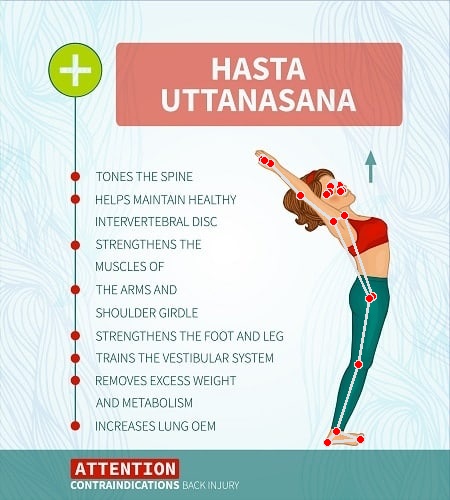 HASTA
UTTANASANA
TONES THE SPINE
HELPS MAINTAIN HEALTHY
INTERVERTEBRAL DISC
STRENGTHENS THE
MUSCLES OF
THE ARMS AND
SHOULDER GIRDLE
STRENGTHENS THE FOOT AND LEG
TRAINS THE VESTIBULAR SYSTEM
REMOVES EXCESS WEIGHT
AND METABOLISM
INCREASES LUNG OEM
ATTENTION
CONTRAINDICATIONS BACK INJURY